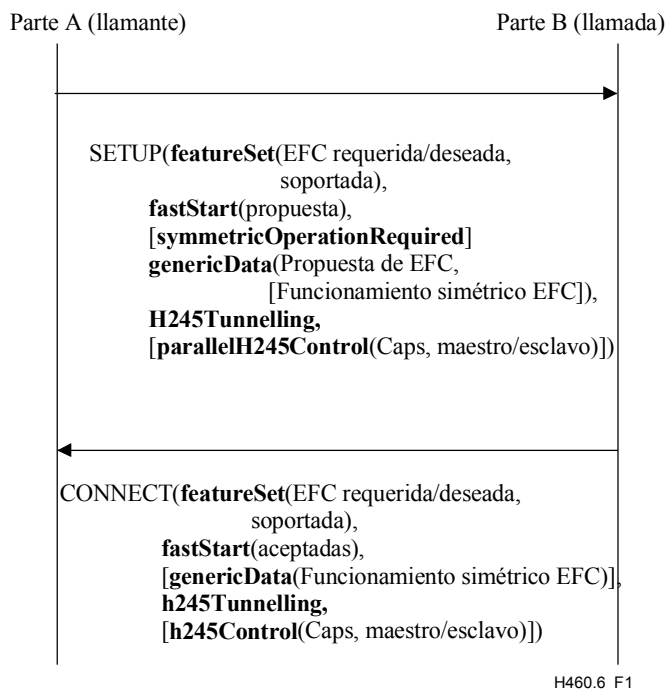 Parte A (llamante) Parte B (llamada)
SETUP(featureSet(EFC requerida/deseada,
soportada),
fastStart(propuesta),
[symmetricOperationRequired]
genericData(Propuesta de EFC,
[Funcionamiento simétrico EFC]),
H245Tunnelling,
[parallelH245Control(Caps, maestro/esclavo)])
CONNECT(featureSet(EFC requerida/deseada,
soportada),
fastStart(aceptadas),
[genericData(Funcionamiento simétrico EFC)],
h245Tunnelling,
[h245Control(Caps, maestro/esclavo)])
H460.6_F1